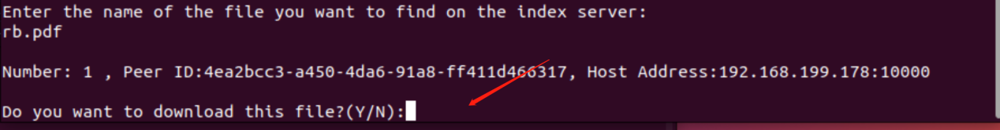 Enter the name of the file you want to find on the index server:
rb.pdf
Number: 1 , Peer ID:4ea2bcc3-a450-4da6-91a8-ff411d466317, Host Address:192.168.199.178:10000
Do you want to download this file?(Y/N):